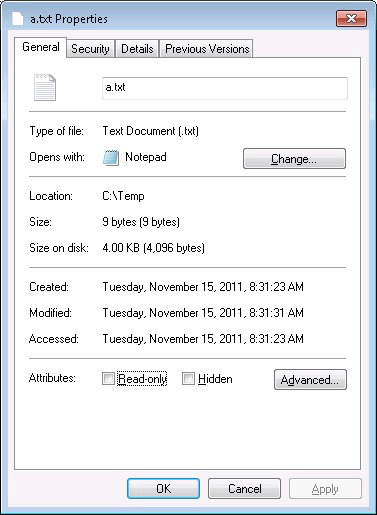 a.txt Properties
General Security Details Previous Versions
a.txt
Type of file: Text Document (.txt)
Opens with: Notepad Change...
Location: C:\Temp
Size: 9 bytes (9 bytes)
Size on disk: 4.00 KB (4,096 bytes)
Created: Tuesday, November 15, 2011, 8:31:23 AM
Modified: Tuesday, November 15, 2011, 8:31:31 AM
Accessed: Tuesday, November 15, 2011, 8:31:23 AM
Attributes: Read-only Hidden Advanced...
OK Cancel Apply